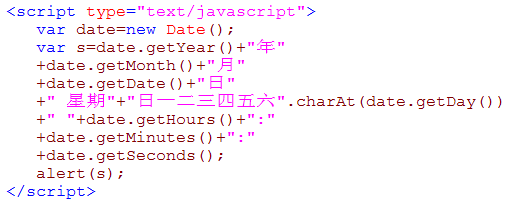 <script type="text/javascript">
var date=new Date();
var s=date.getYear()+"年"
+date.getMonth()+"月"
+date.getDate()+"日"
+" 星期"+"日一二三四五六".charAt(date.getDay())
+" "+date.getHours()+":"
+date.getMinutes()+":"
+date.getSeconds();
alert(s);
</script>